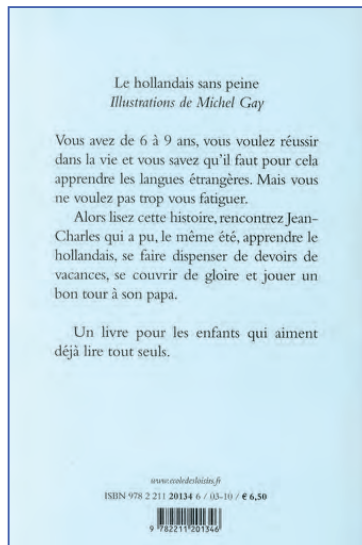 Le hollandais sans peine
Illustrations de Michel Gay
Vous avez de 6 à 9 ans, vous voulez réussir
dans la vie et vous savez qu'il faut pour cela
apprendre les langues étrangères. Mais vous
ne voulez pas trop vous fatiguer.
Alors lisez cette histoire, rencontrez Jean-
Charles qui a pu, le même été, apprendre le
hollandais, se faire dispenser de devoirs de
vacances, se couvrir de gloire et jouer un
bon tour à son papa.
Un livre pour les enfants qui aiment
déjà lire tout seuls.
www.ecoledesloisirs.fr
ISBN 978 2 211 20134 6 / 03-10 / € 6,50
9 782211 201346